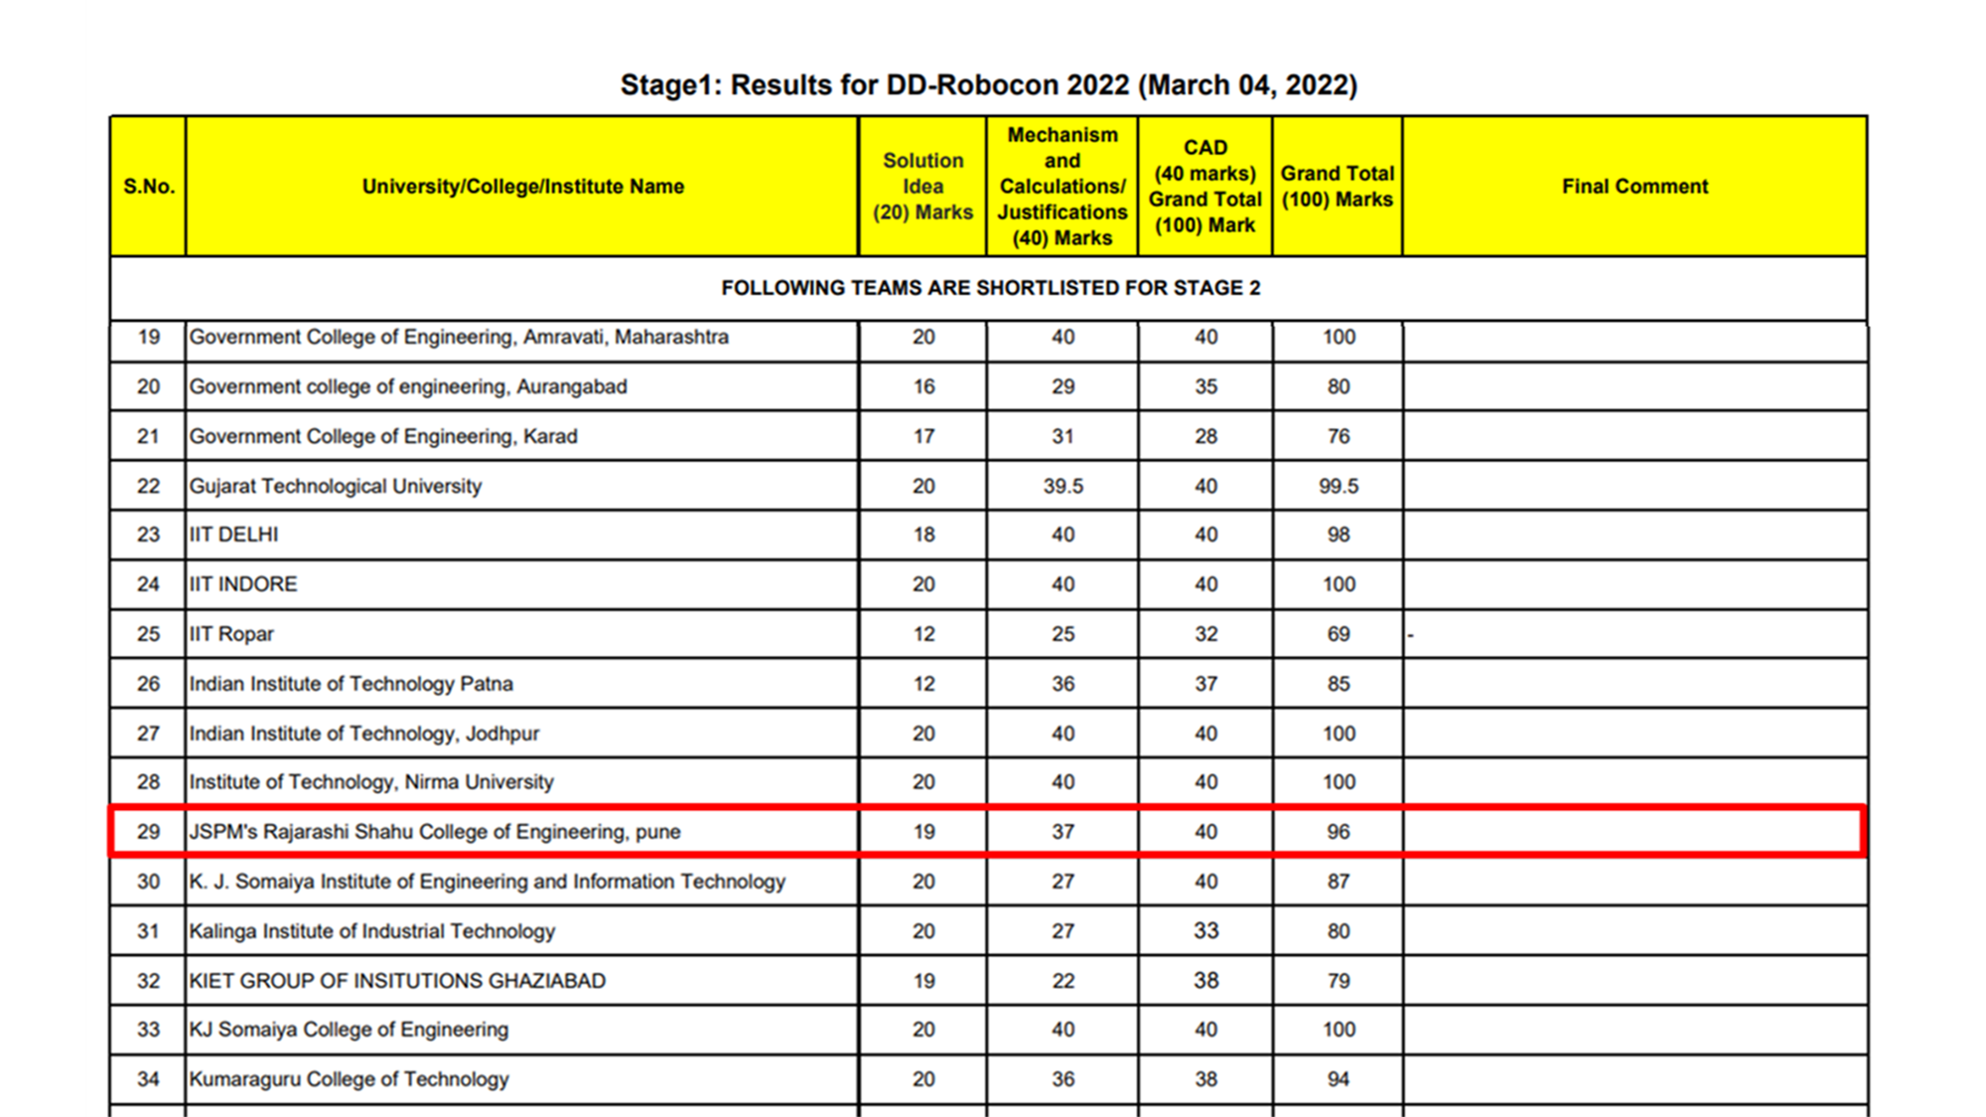 Stage1: Results for DD-Robocon 2022 (March 04, 2022)
S.No. University/College/Institute Name Solution Idea (20) Marks Mechanism and Calculations/ Justifications (40) Marks CAD (40 marks) Grand Total (100) Mark Grand Total (100) Marks Final Comment
FOLLOWING TEAMS ARE SHORTLISTED FOR STAGE 2
19 Government College of Engineering, Amravati, Maharashtra 20 40 40 100
20 Government college of engineering, Aurangabad 16 29 35 80
21 Government College of Engineering, Karad 17 31 28 76
22 Gujarat Technological University 20 39.5 40 99.5
23 IIT DELHI 18 40 40 98
24 IIT INDORE 20 40 40 100
25 IIT Ropar 12 25 32 69 -
26 Indian Institute of Technology Patna 12 36 37 85
27 Indian Institute of Technology, Jodhpur 20 40 40 100
28 Institute of Technology, Nirma University 20 40 40 100
29 JSPM's Rajarashi Shahu College of Engineering, pune 19 37 40 96
30 K. J. Somaiya Institute of Engineering and Information Technology 20 27 40 87
31 Kalinga Institute of Industrial Technology 20 27 33 80
32 KIET GROUP OF INSITUTIONS GHAZIABAD 19 22 38 79
33 KJ Somaiya College of Engineering 20 40 40 100
34 Kumaraguru College of Technology 20 36 38 94